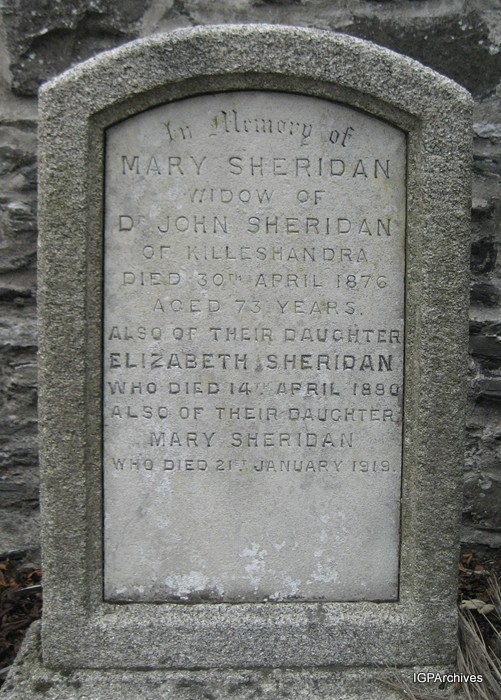 In Memory of
MARY SHERIDAN
WIDOW OF
DR JOHN SHERIDAN
OF KILLESHANDRA
DIED 30TH APRIL 1876
AGED 73 YEARS.
ALSO OF THEIR DAUGHTER
ELIZABETH SHERIDAN
WHO DIED 14TH APRIL 1880
ALSO OF THEIR DAUGHTER
MARY SHERIDAN
WHO DIED 21ST JANUARY 1919.
IGPArchives